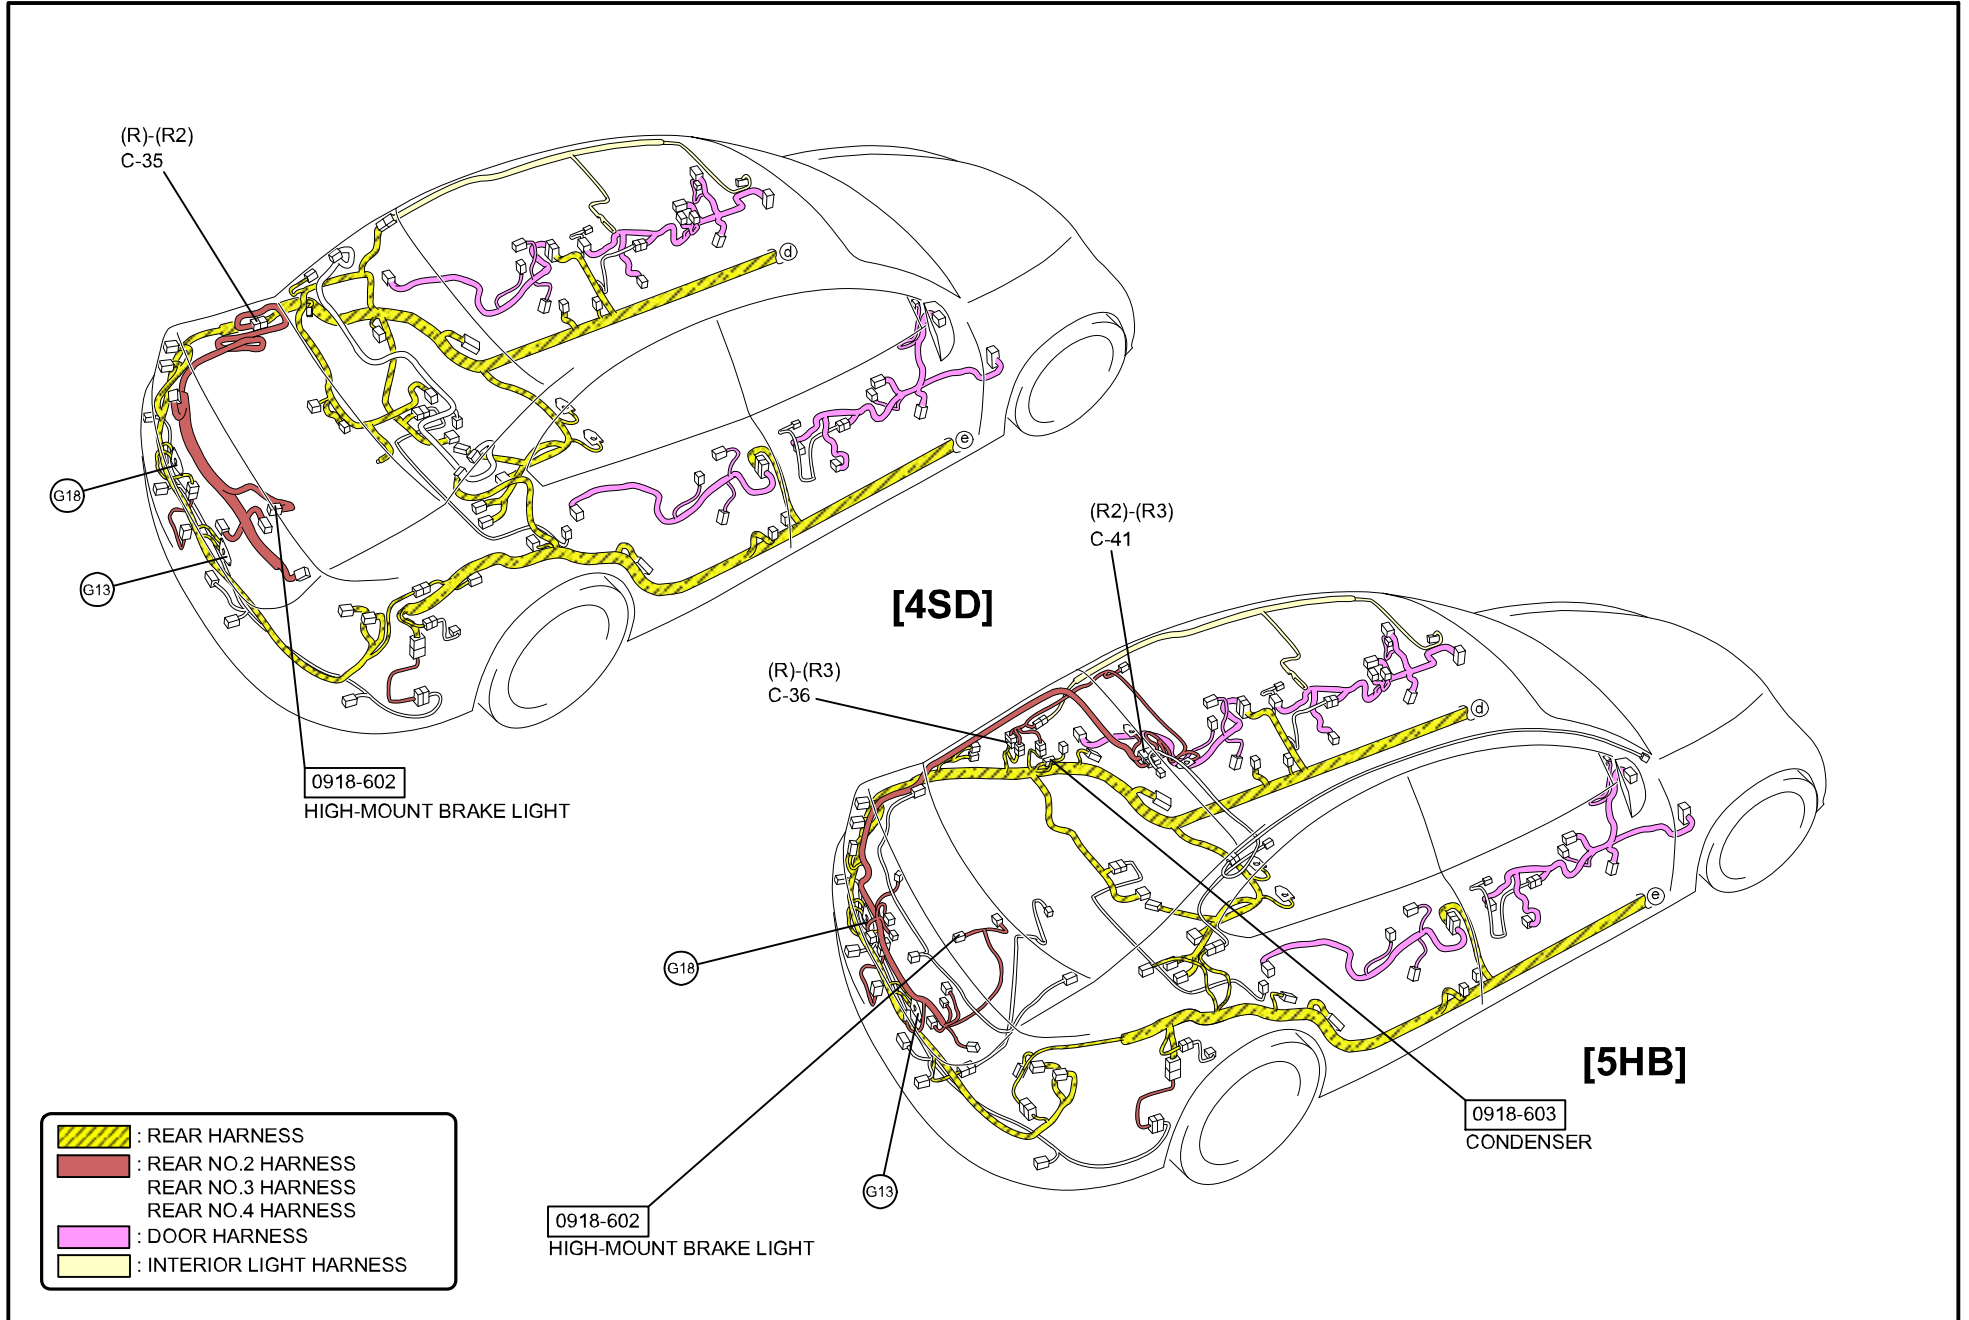 (R)-(R2)
C-35
d
e
G18
G13
0918-602
HIGH-MOUNT BRAKE LIGHT
[4SD]
(R2)-(R3)
C-41
(R)-(R3)
C-36
d
e
G18
G13
[5HB]
0918-603
CONDENSER
0918-602
HIGH-MOUNT BRAKE LIGHT
: REAR HARNESS
: REAR NO.2 HARNESS
REAR NO.3 HARNESS
REAR NO.4 HARNESS
: DOOR HARNESS
: INTERIOR LIGHT HARNESS